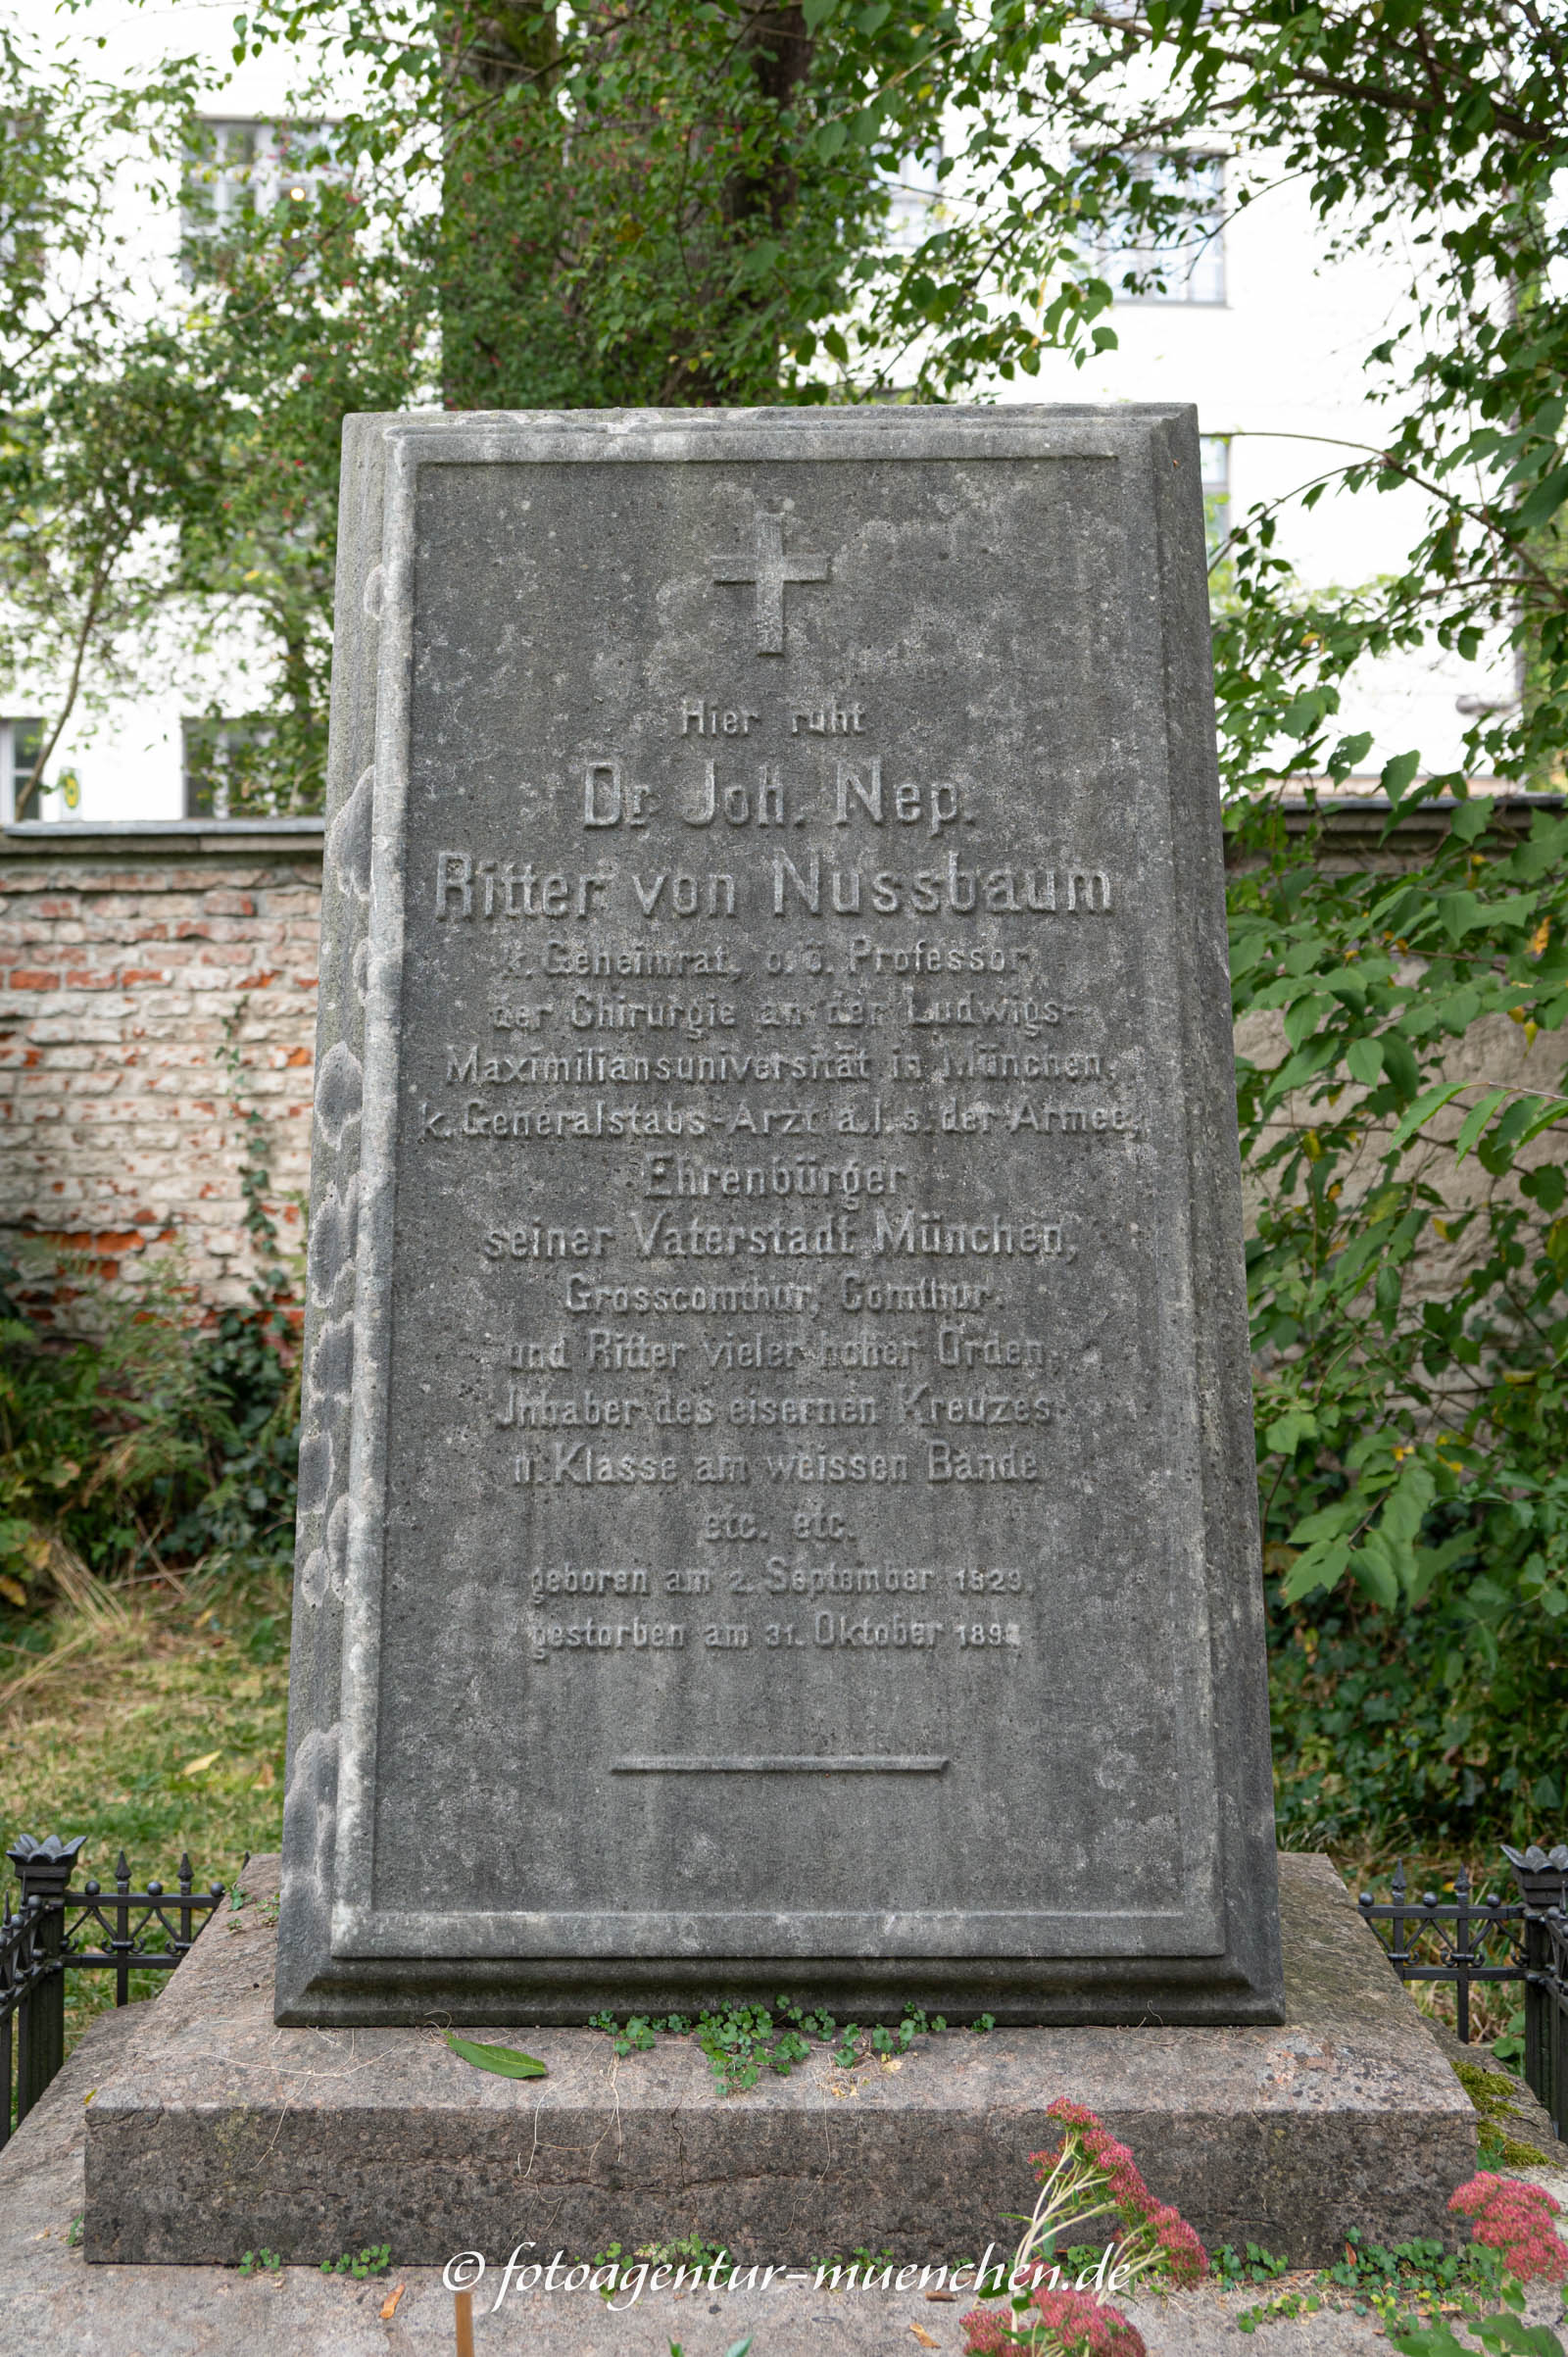 Hier ruht
Dr. Joh. Nep.
Ritter von Nussbaum
k. Geheimrat, o. ö. Professor
der Chirurgie an der Ludwigs-
Maximiliansuniversität in München,
k. Generalstabs-Arzt a. l. s. der Armee,
Ehrenbürger
seiner Vaterstadt München,
Grosscomthur, Comthur
und Ritter vieler hoher Orden,
Jnhaber des eisernen Kreuzes
II. Klasse am weissen Bande
etc. etc.
geboren am 2. September 1829,
gestorben am 31. Oktober
© fotoagentur-muenchen.de